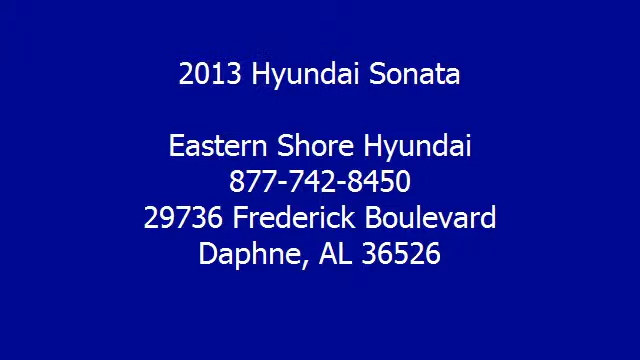 2013 Hyundai Sonata
Eastern Shore Hyundai
877-742-8450
29736 Frederick Boulevard
Daphne, AL 36526